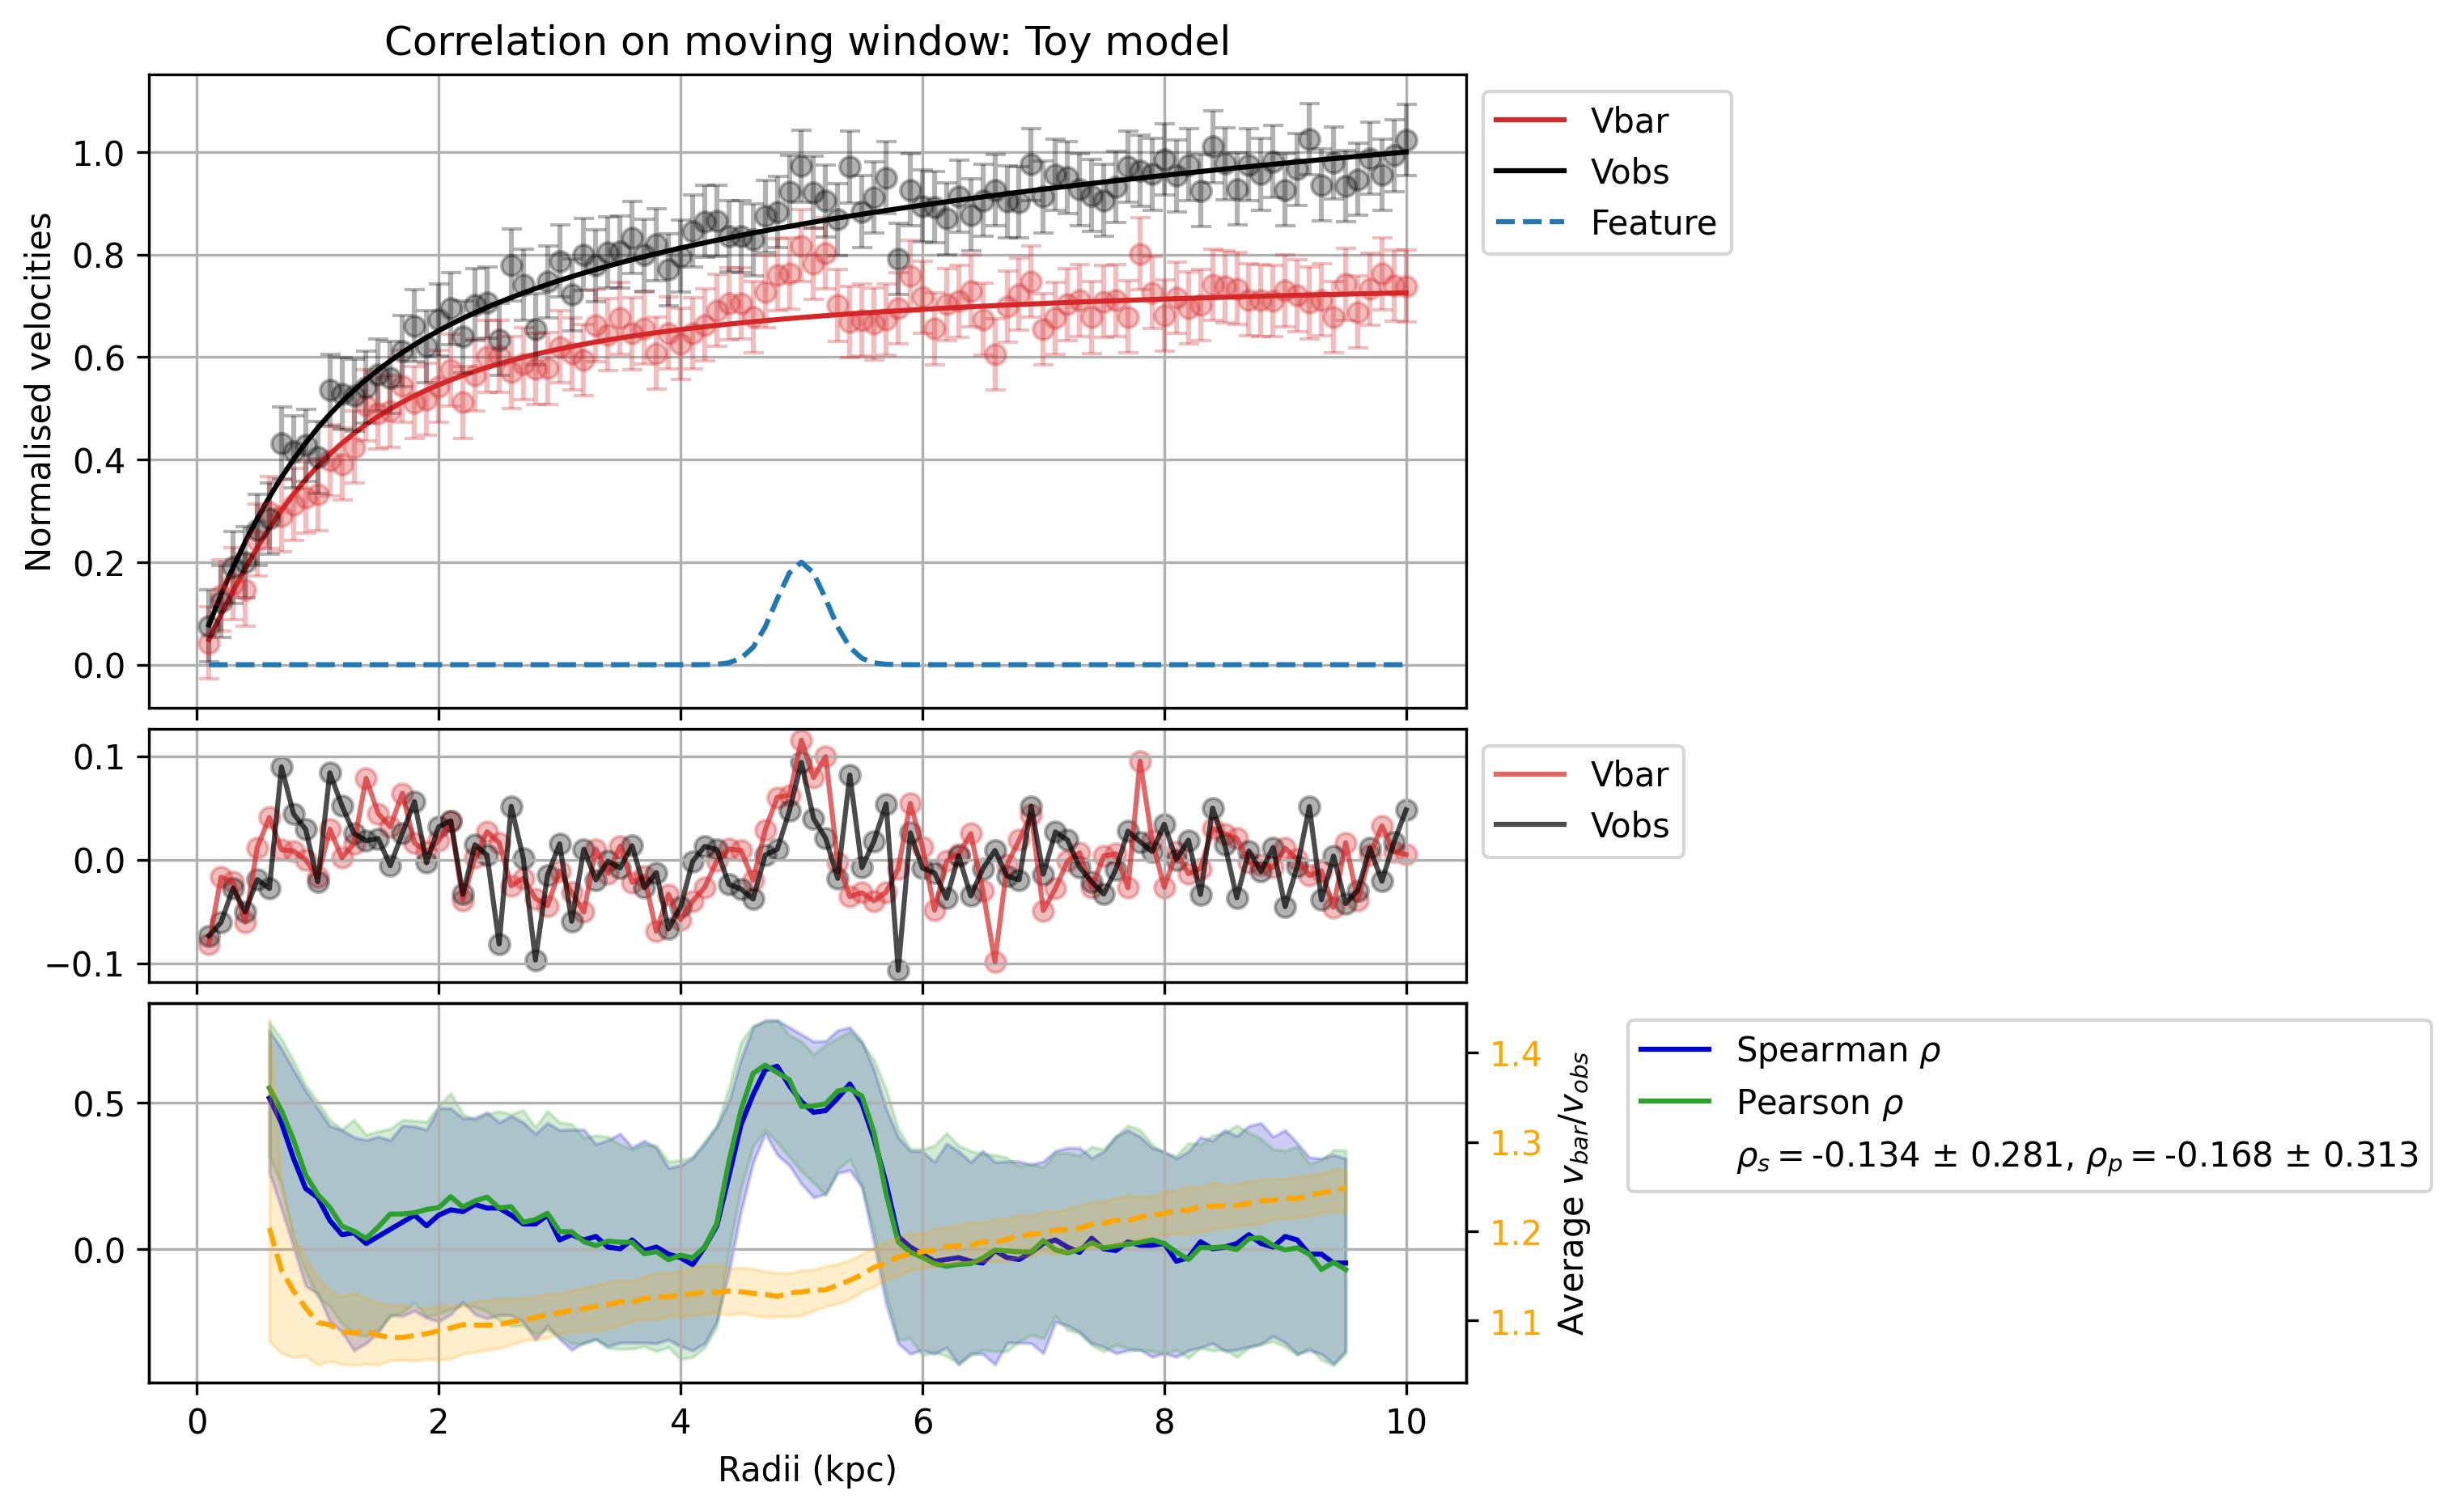 Correlation on moving window: Toy model
Normalised velocities
1.0
0.8
0.6
0.4
0.2
0.0
Vbar
Vobs
Feature
0.1
0.0
−0.1
Vbar
Vobs
0.5
0.0
1.4
1.3
1.2
1.1
Average v_bar/v_obs
Spearman ρ
Pearson ρ
ρ_s = -0.134 ± 0.281, ρ_p = -0.168 ± 0.313
0 2 4 6 8 10
Radii (kpc)